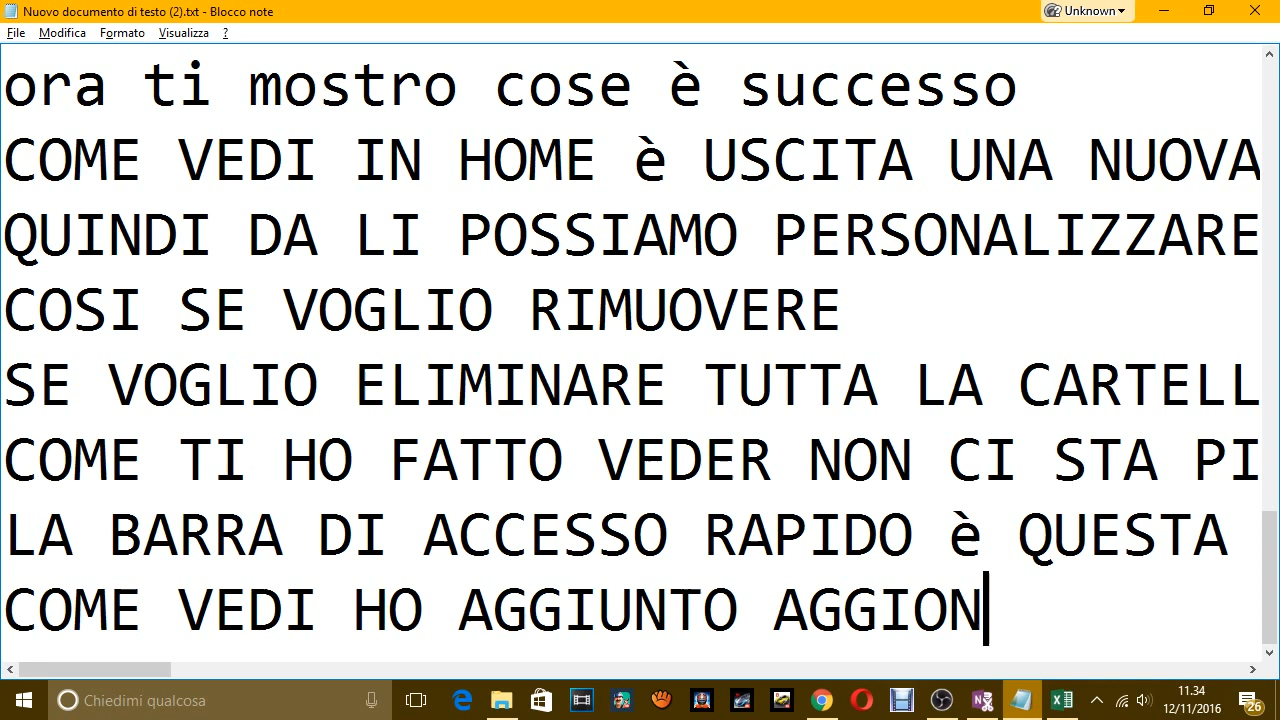 Nuovo documento di testo (2).txt - Blocco note
Unknown
File Modifica Formato Visualizza ?
ora ti mostro cose è successo
COME VEDI IN HOME è USCITA UNA NUOVA
QUINDI DA LI POSSIAMO PERSONALIZZARE
COSI SE VOGLIO RIMUOVERE
SE VOGLIO ELIMINARE TUTTA LA CARTELL
COME TI HO FATTO VEDER NON CI STA PI
LA BARRA DI ACCESSO RAPIDO è QUESTA
COME VEDI HO AGGIUNTO AGGION
Chiedimi qualcosa
11.34
12/11/2016
26